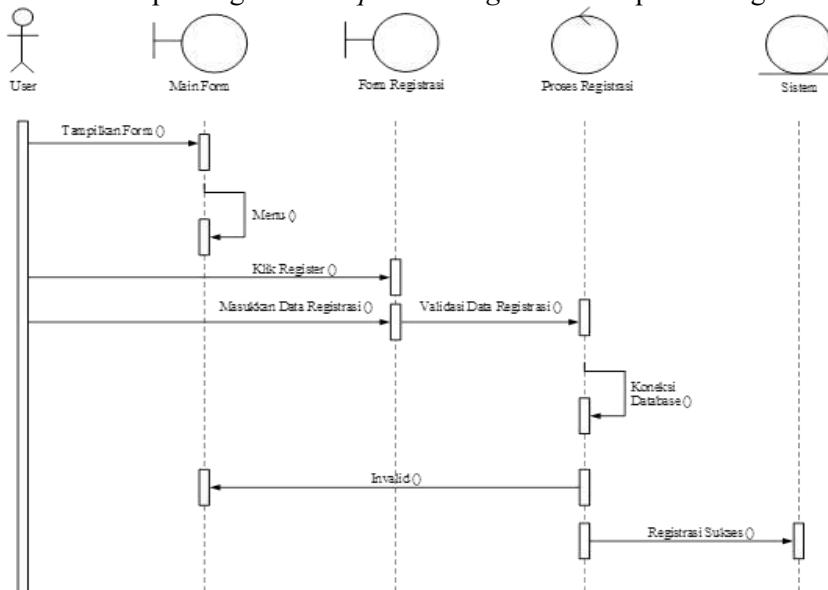 User
Main Form
Form Registrasi
Proses Registrasi
Sistem
Tampilkan Form ()
Menu ()
Klik Register ()
Masukkan Data Registrasi ()
Validasi Data Registrasi ()
Koneksi
Database ()
Invalid ()
Registrasi Sukses ()